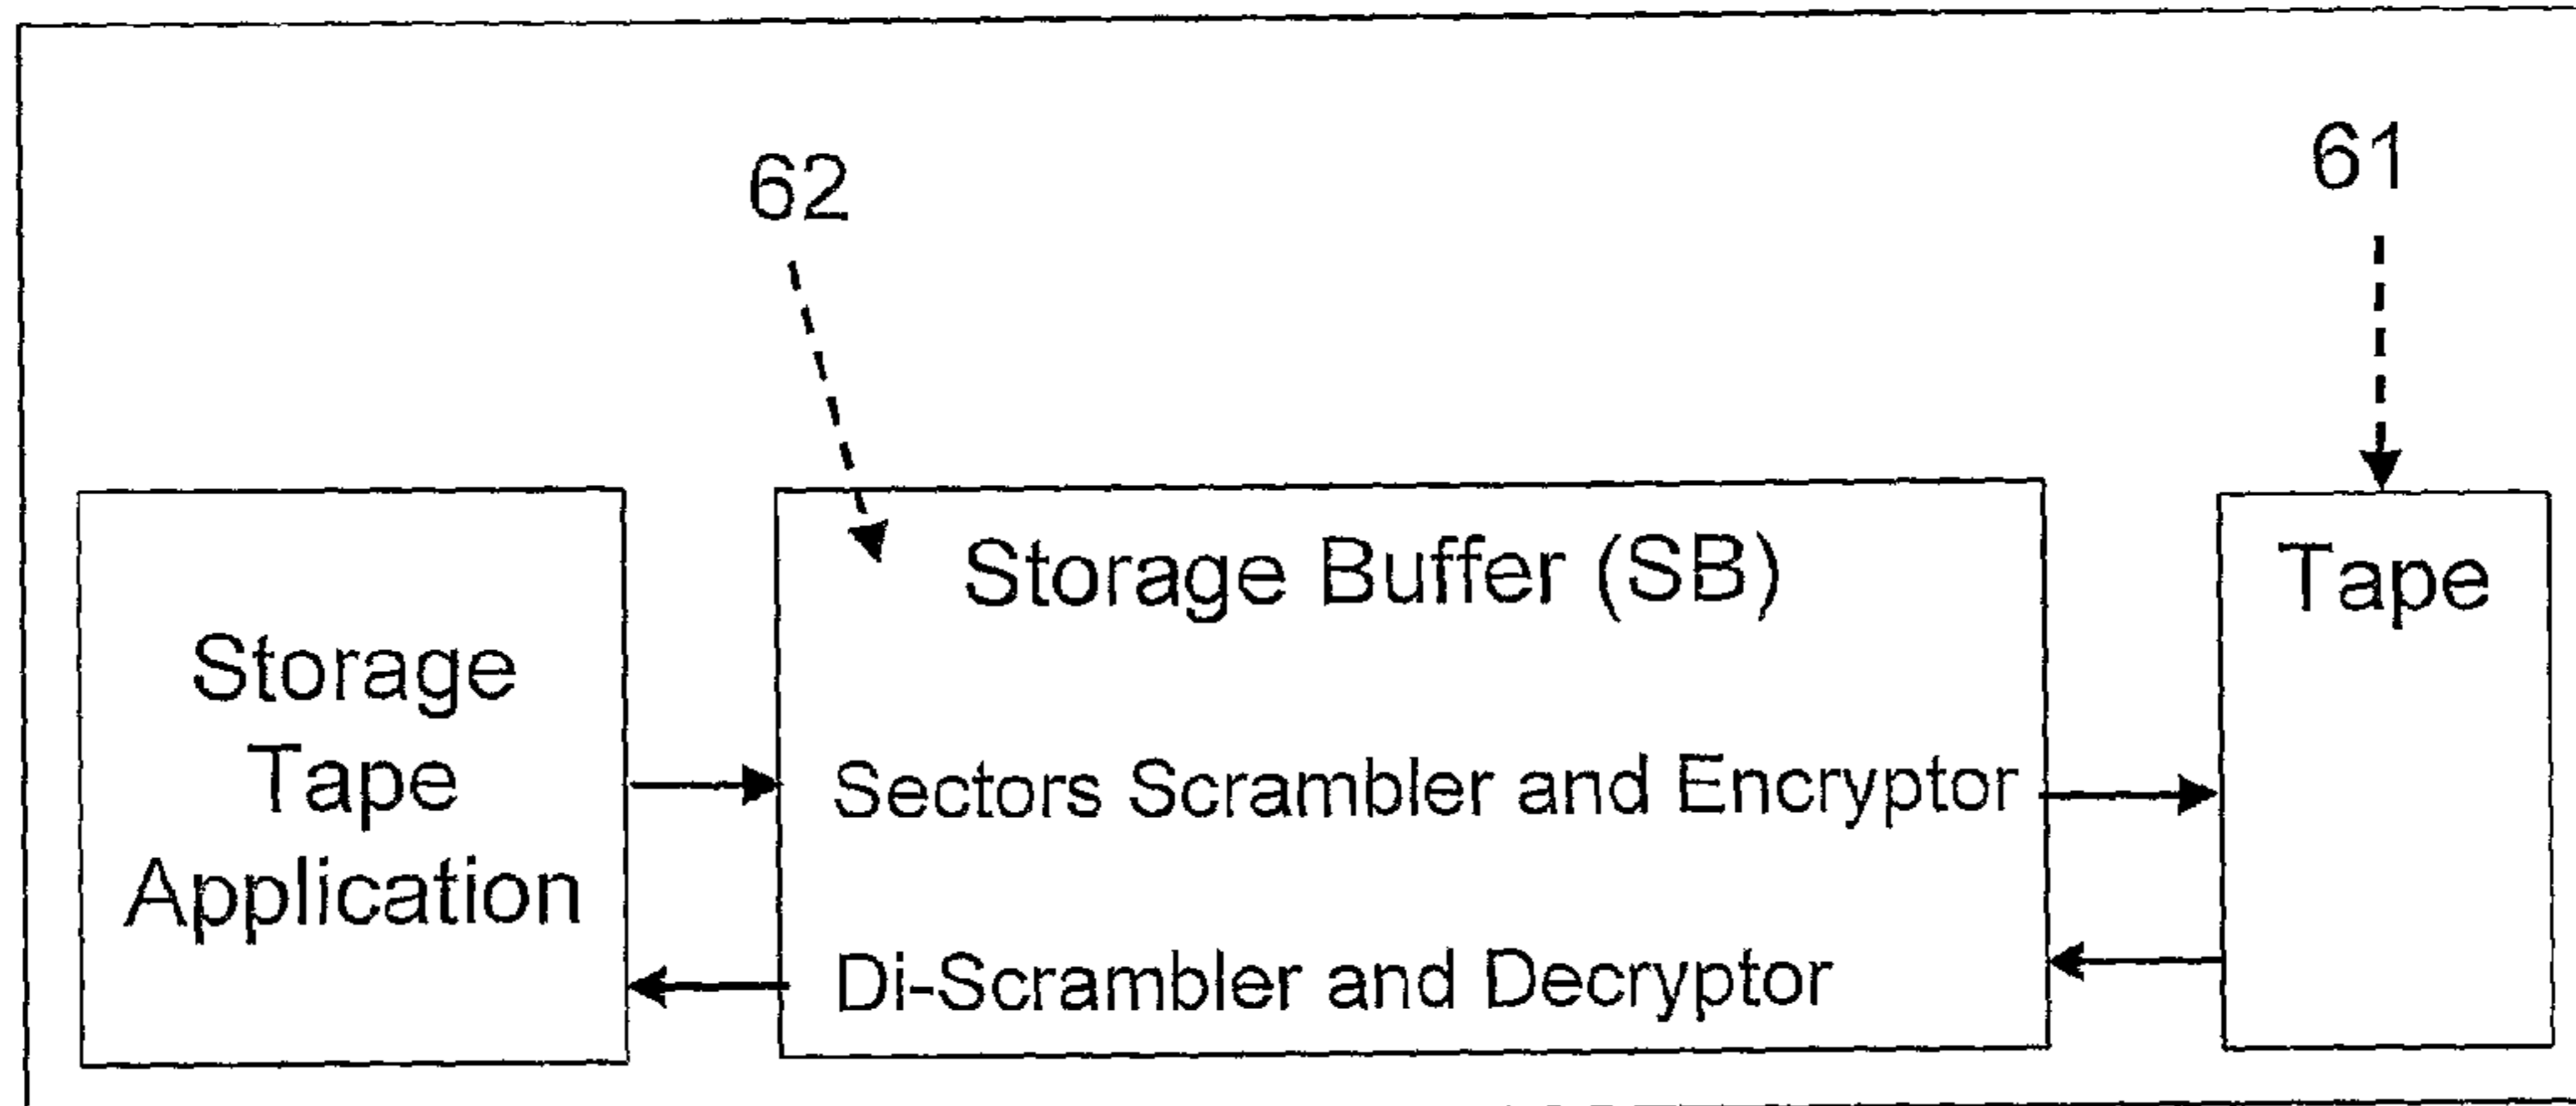 62
61
Storage
Tape
Application
Storage Buffer (SB)
Sectors Scrambler and Encryptor
Di-Scrambler and Decryptor
Tape